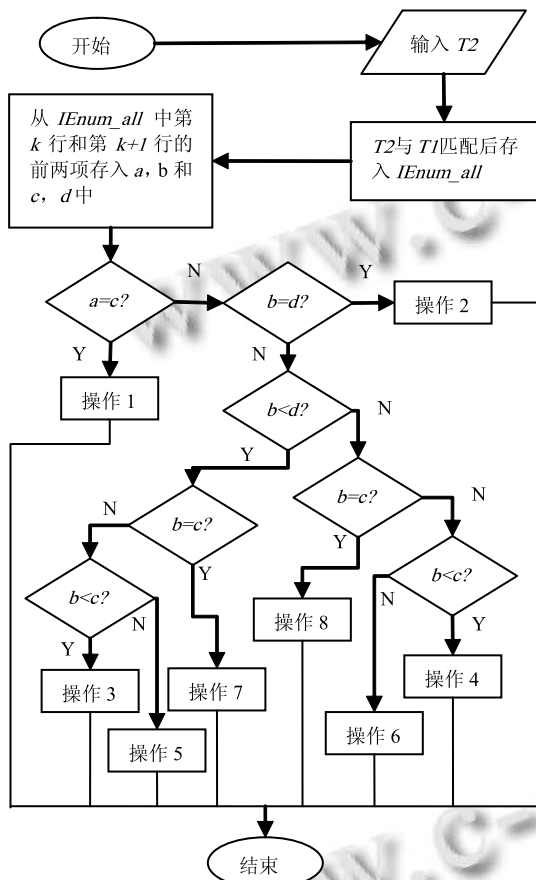 开始
输入 T2
从 IEnum_all 中第
k 行和第 k+1 行的
前两项存入 a, b 和
c，d 中
T2与 T1匹配后存
入 IEnum_all
www.c
N
Y
a=c?
b=d?
操作 2
Y
N
操作 1
b<d?
N
Y
N
b=c?
b=c?
N
Y
Y
b<c?
N
b<c?
N
Y
操作 8
Y
操作 3
操作 7
操作 4
操作 5
操作 6
结束
w.c-